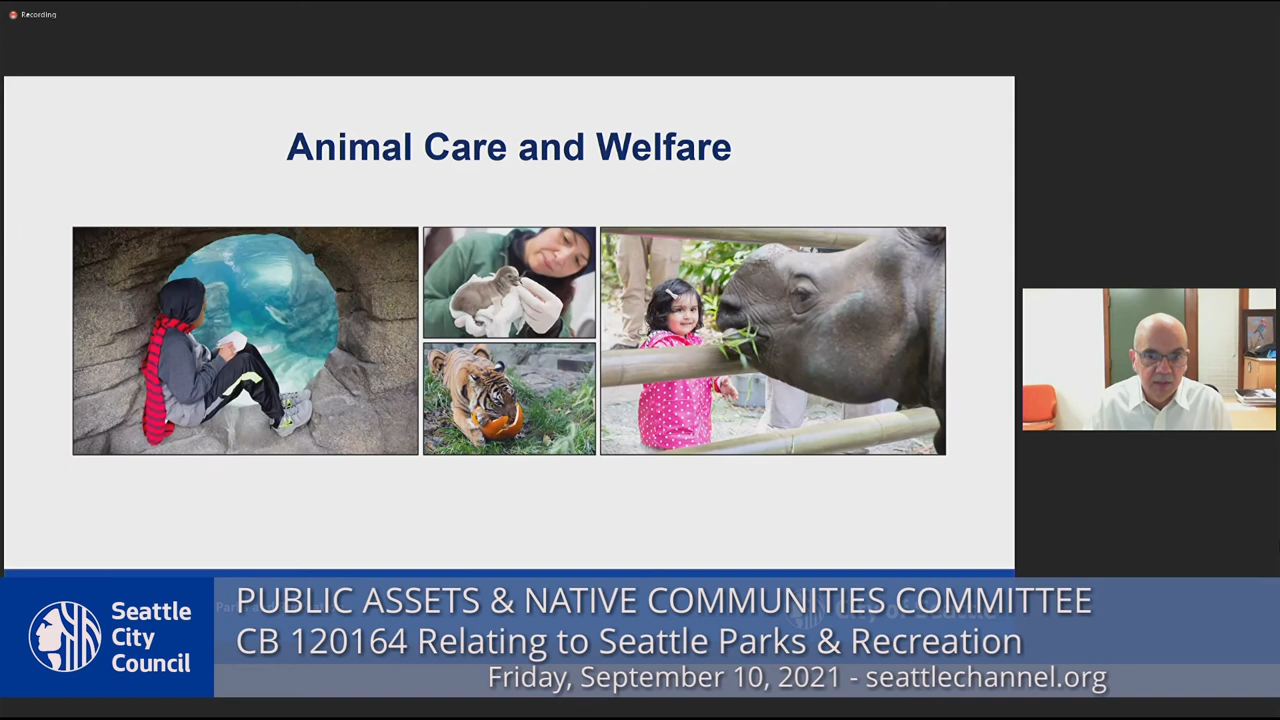 Recording
Animal Care and Welfare
Seattle
City
Council
PUBLIC ASSETS & NATIVE COMMUNITIES COMMITTEE
CB 120164 Relating to Seattle Parks & Recreation
Friday, September 10, 2021 - seattlechannel.org